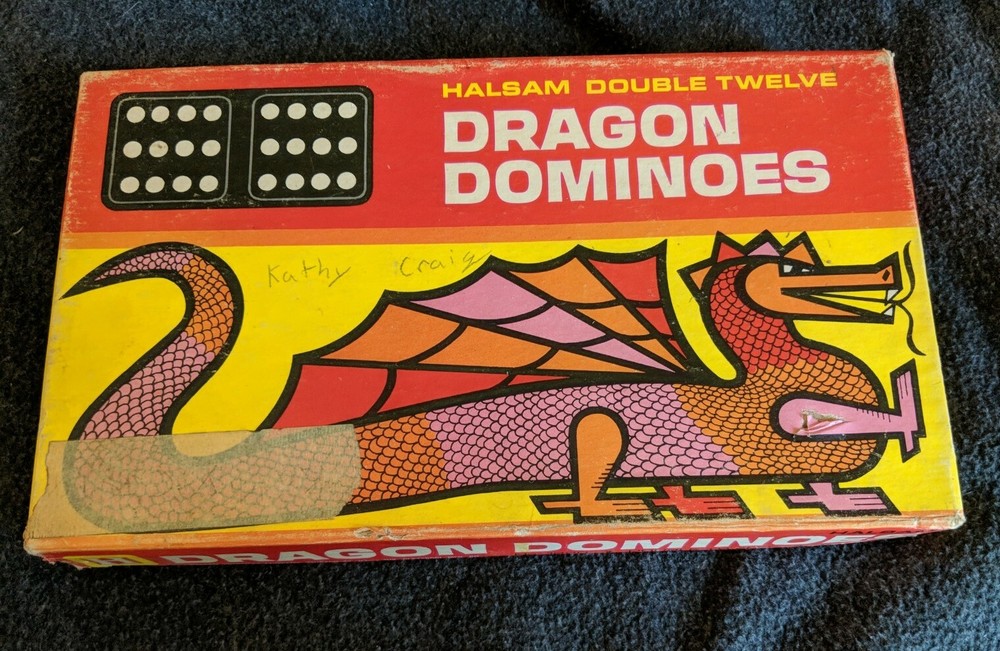 HALSAM DOUBLE TWELVE
DRAGON
DOMINOES
Kathy Craig
DRAGON DOMINOES